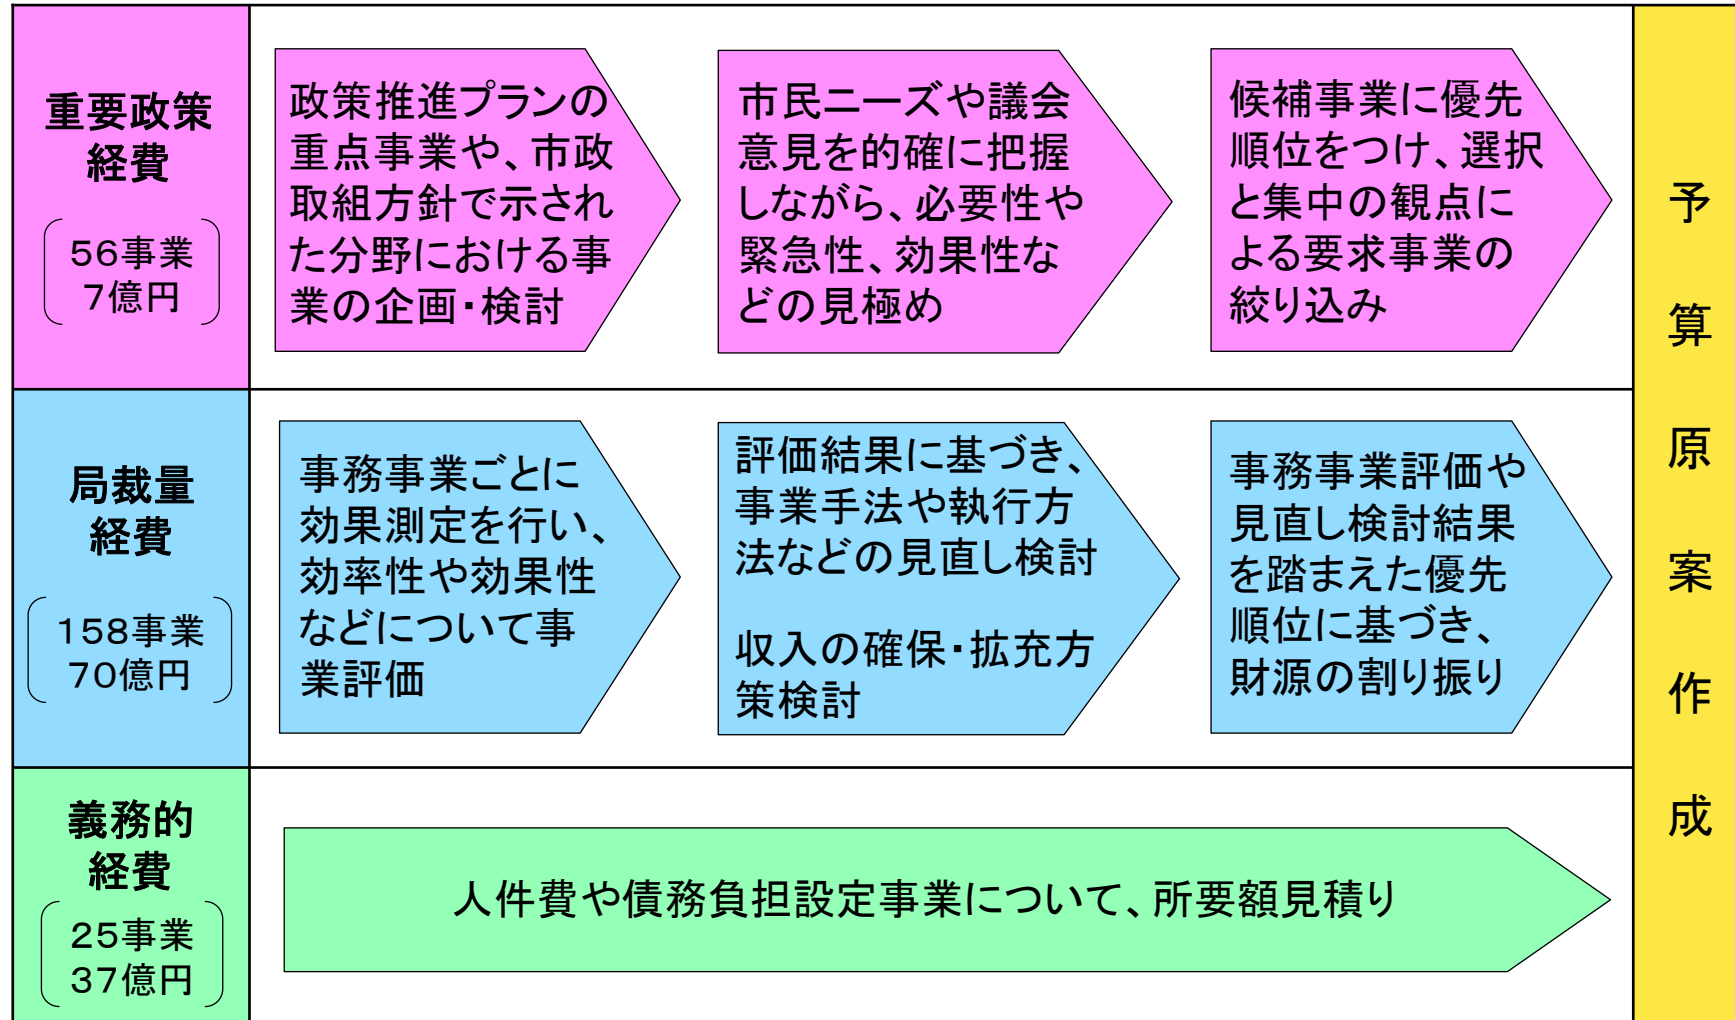 重要政策
経費
56事業
7億円
政策推進プランの
重点事業や、市政
取組方針で示され
た分野における事
業の企画・検討
市民ニーズや議会
意見を的確に把握
しながら、必要性や
緊急性、効果性な
どの見極め
候補事業に優先
順位をつけ、選択
と集中の観点に
よる要求事業の
絞り込み
局裁量
経費
158事業
70億円
事務事業ごとに
効果測定を行い、
効率性や効果性
などについて事
業評価
評価結果に基づき、
事業手法や執行方
法などの見直し検討
収入の確保・拡充方
策検討
事務事業評価や
見直し検討結果
を踏まえた優先
順位に基づき、
財源の割り振り
義務的
経費
25事業
37億円
人件費や債務負担設定事業について、所要額見積り
予算原案作成